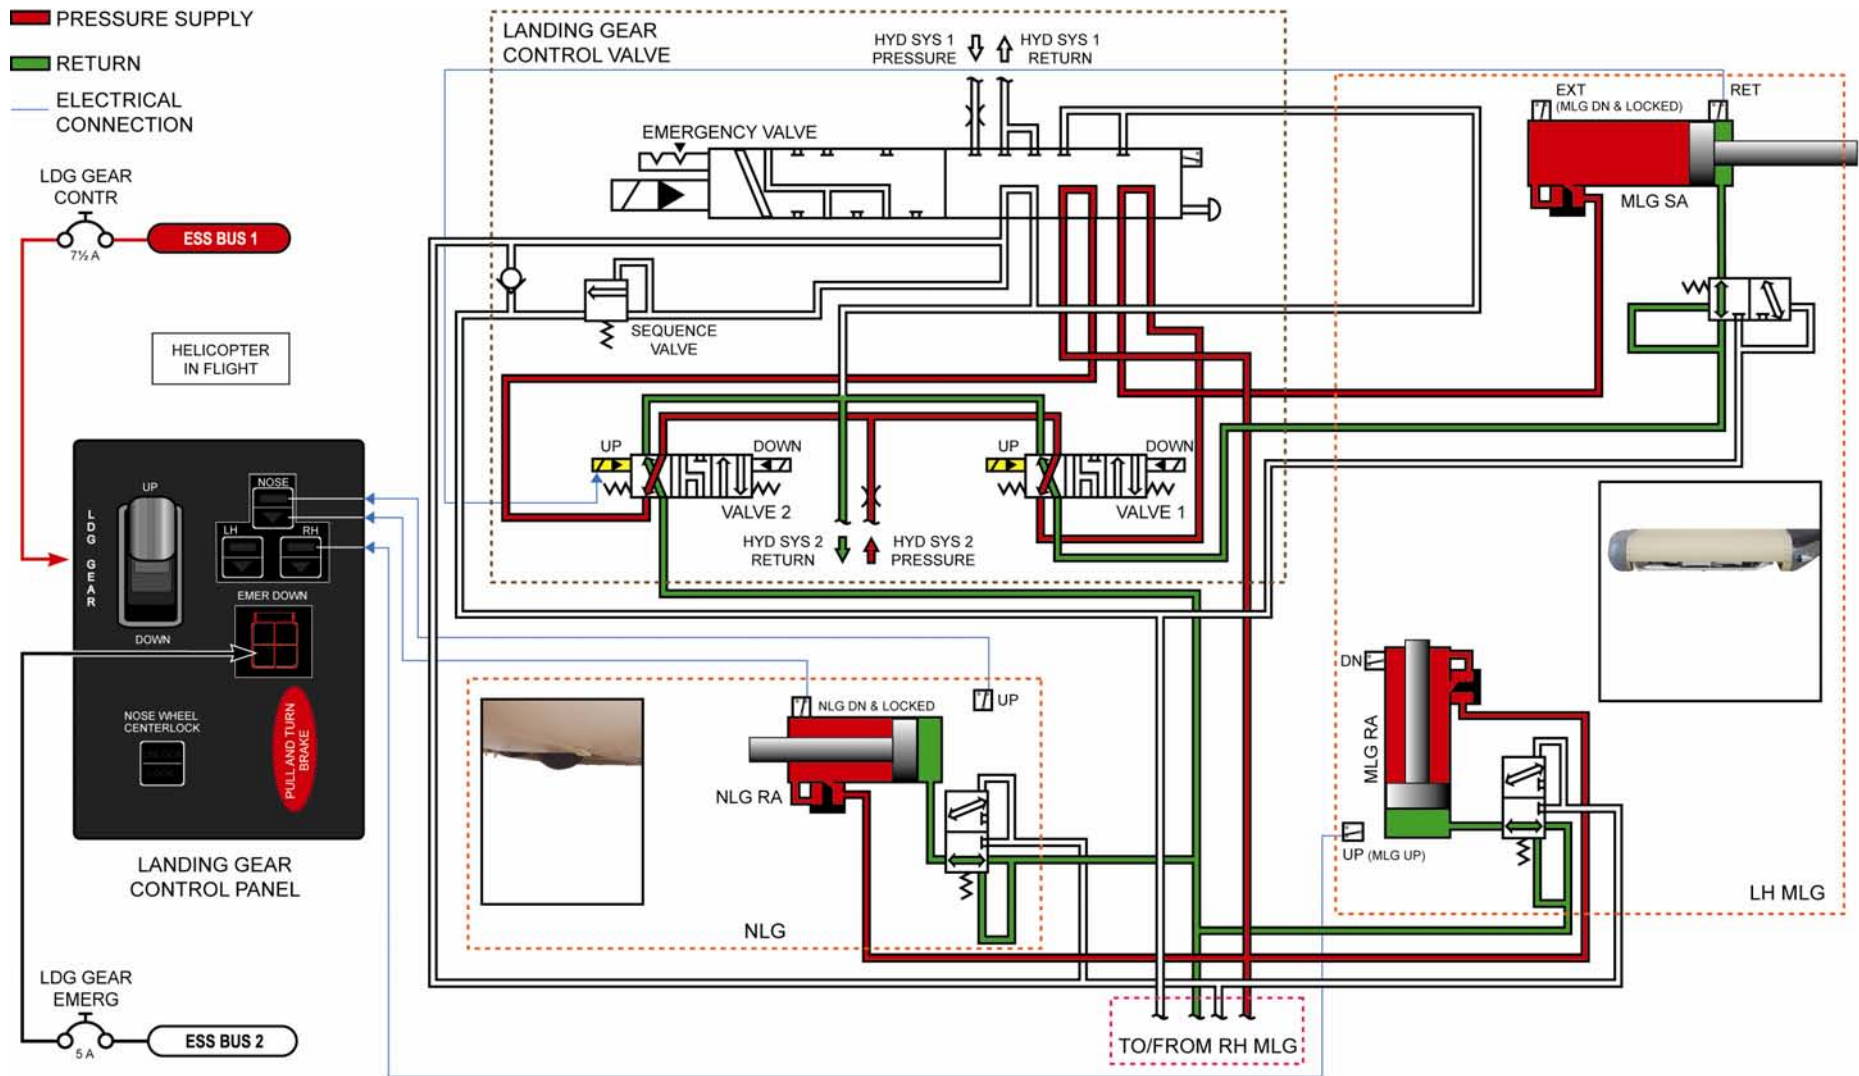 PRESSURE SUPPLY
RETURN
ELECTRICAL
CONNECTION
LDG GEAR
CONTR
7½ A
ESS BUS 1
HELICOPTER
IN FLIGHT
LDG GEAR
UP
DOWN
NOSE
LH
RH
EMER DOWN
NOSE WHEEL
CENTERLOCK
UNLOCK
LOCK
PULL AND TURN
BRAKE
LANDING GEAR
CONTROL PANEL
LDG GEAR
EMERG
5 A
ESS BUS 2
LANDING GEAR
CONTROL VALVE
HYD SYS 1
PRESSURE
HYD SYS 1
RETURN
EMERGENCY VALVE
SEQUENCE
VALVE
UP
DOWN
VALVE 2
UP
DOWN
VALVE 1
HYD SYS 2
RETURN
HYD SYS 2
PRESSURE
EXT
(MLG DN & LOCKED)
RET
MLG SA
DN
MLG RA
UP (MLG UP)
LH MLG
NLG DN & LOCKED
UP
NLG RA
NLG
TO/FROM RH MLG